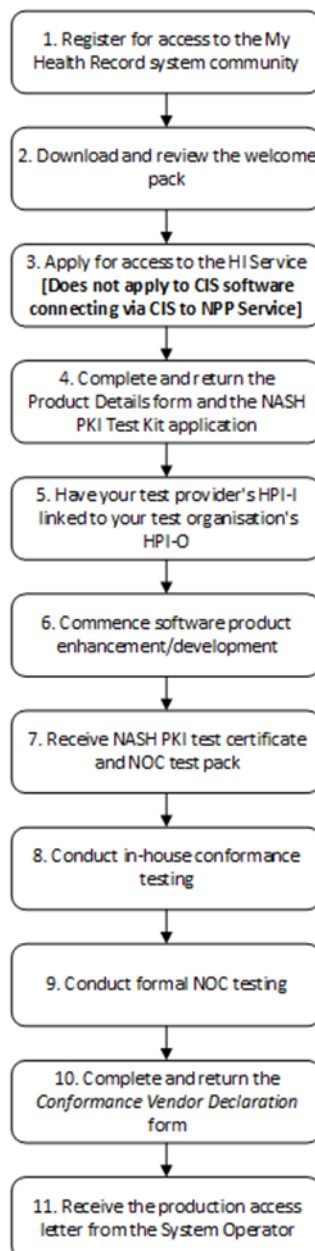 1. Register for access to the My
Health Record system community
2. Download and review the welcome
pack
3. Apply for access to the HI Service
[Does not apply to CIS software
connecting via CIS to NPP Service]
4. Complete and return the
Product Details form and the NASH
PKI Test Kit application
5. Have your test provider's HPI-I
linked to your test organisation's
HPI-O
6. Commence software product
enhancement/development
7. Receive NASH PKI test certificate
and NOC test pack
8. Conduct in-house conformance
testing
9. Conduct formal NOC testing
10. Complete and return the
Conformance Vendor Declaration
form
11. Receive the production access
letter from the System Operator